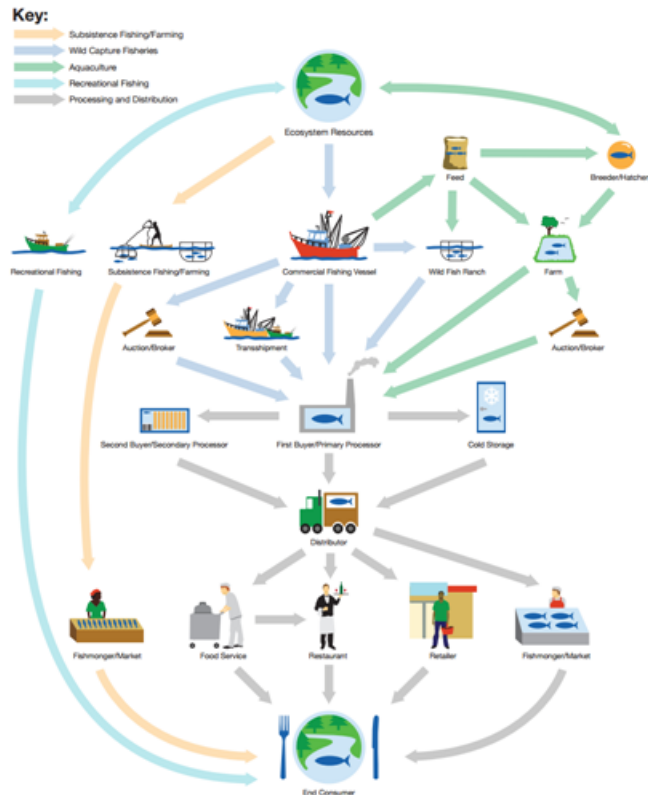 Key:
Subsistence Fishing/Farming
Wild Capture Fisheries
Aquaculture
Recreational Fishing
Processing and Distribution
Ecosystem Resources
Feed
Breeder/Hatcher
Recreational Fishing
Subsistence Fishing/Farming
Commercial Fishing Vessel
Wild Fish Ranch
Farm
Auction/Broker
Transshipment
Auction/Broker
Second Buyer/Secondary Processor
First Buyer/Primary Processor
Cold Storage
Distributor
Fishmonger/Market
Food Service
Restaurant
Retailer
Fishmonger/Market
End Consumer